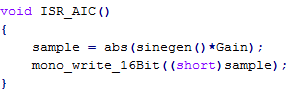 void ISR_AIC()
{
    sample = abs(sinegen()*Gain);
    mono_write_16Bit((short)sample);
}